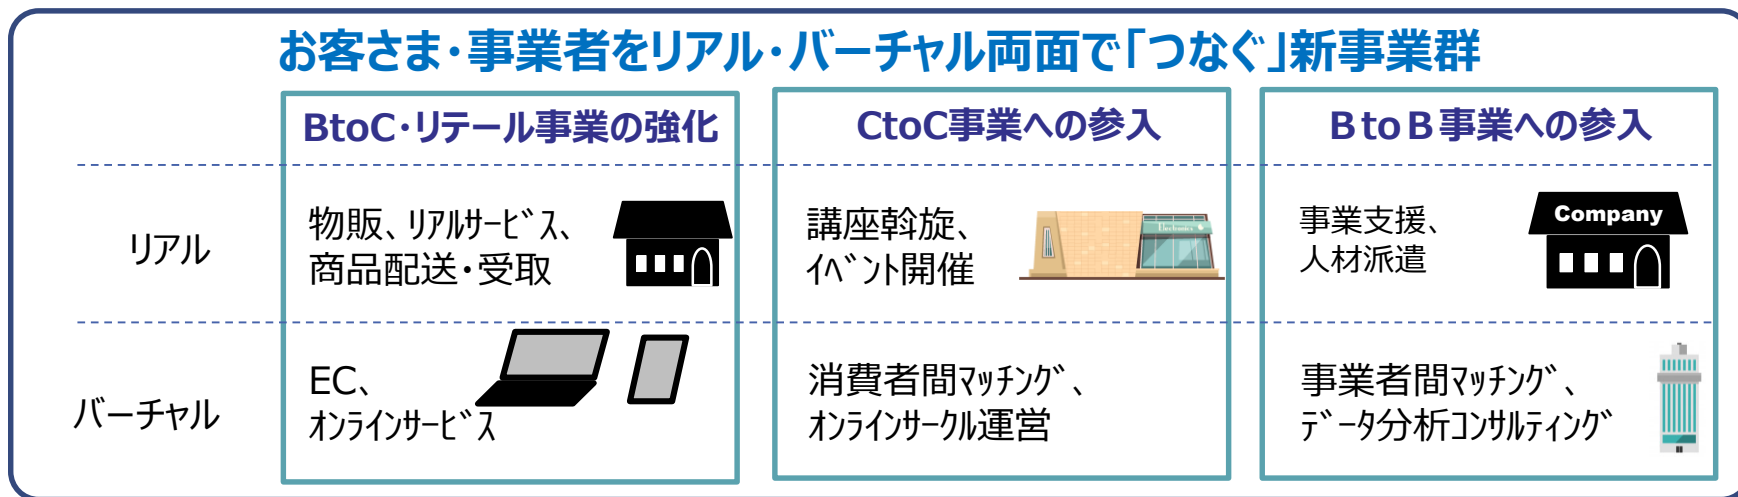 お客さま・事業者をリアル・バーチャル両面で「つなぐ」新事業群
BtoC・リテール事業の強化
CtoC事業への参入
BtoB事業への参入
リアル
物販、ﾘｱﾙｻｰﾋﾞｽ、
商品配送・受取
講座斡旋、
ｲﾍﾞﾝﾄ開催
Electronics
事業支援、
人材派遣
Company
バーチャル
EC、
ｵﾝﾗｲﾝｻｰﾋﾞｽ
消費者間ﾏｯﾁﾝｸﾞ、
ｵﾝﾗｲﾝｻｰｸﾙ運営
事業者間ﾏｯﾁﾝｸﾞ、
ﾃﾞｰﾀ分析ｺﾝｻﾙﾃｨﾝｸﾞ